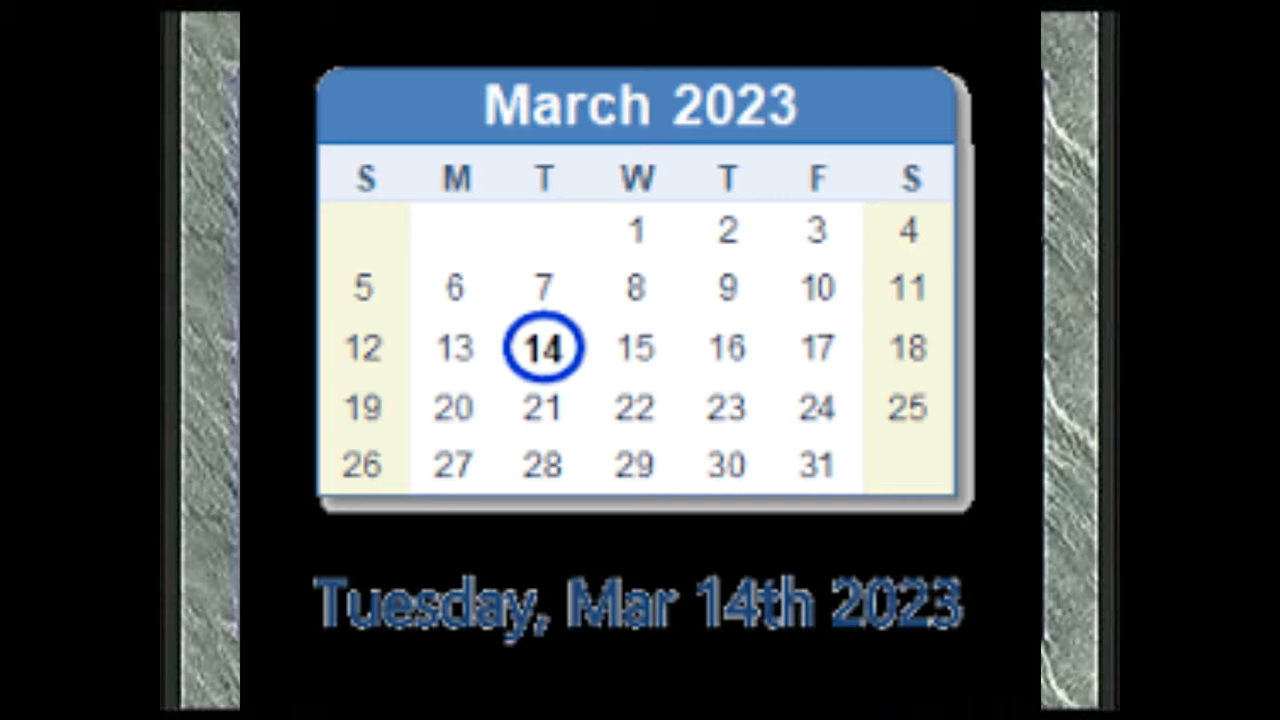 March 2023
S M T W T F S
1 2 3 4
5 6 7 8 9 10 11
12 13 14 15 16 17 18
19 20 21 22 23 24 25
26 27 28 29 30 31
Tuesday, Mar 14th 2023